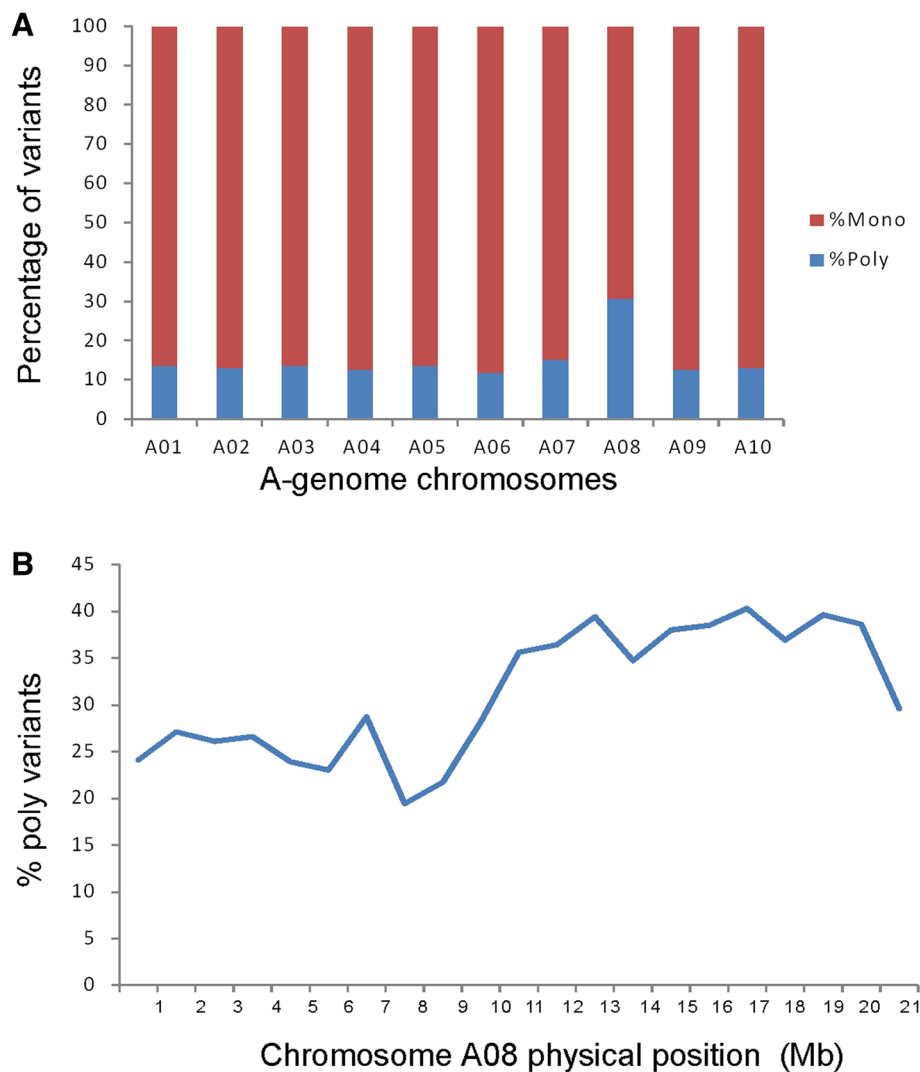 A
Percentage of variants
100
90
80
70
60
50
40
30
20
10
0
A01 A02 A03 A04 A05 A06 A07 A08 A09 A10
A-genome chromosomes
%Mono
%Poly
B
% poly variants
45
40
35
30
25
20
15
10
5
0
1 2 3 4 5 6 7 8 9 10 11 12 13 14 15 16 17 18 19 20 21
Chromosome A08 physical position (Mb)